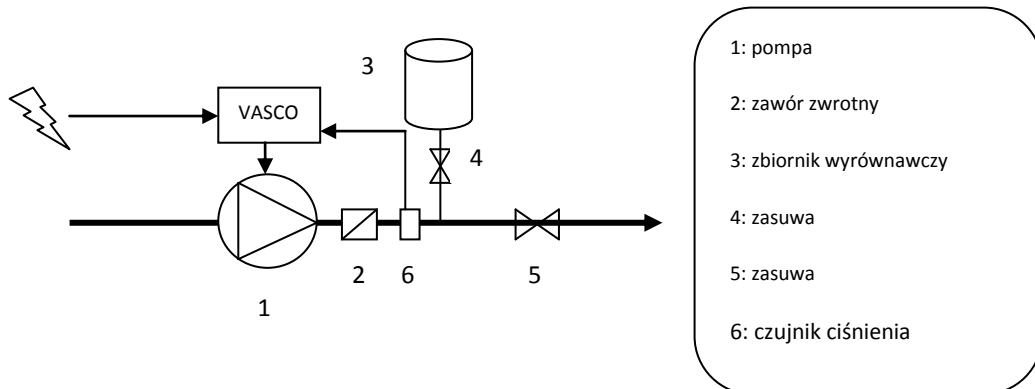 3
VASCO
4
2
6
5
1
1: pompa
2: zawór zwrotny
3: zbiornik wyrównawczy
4: zasuwa
5: zasuwa
6: czujnik ciśnienia